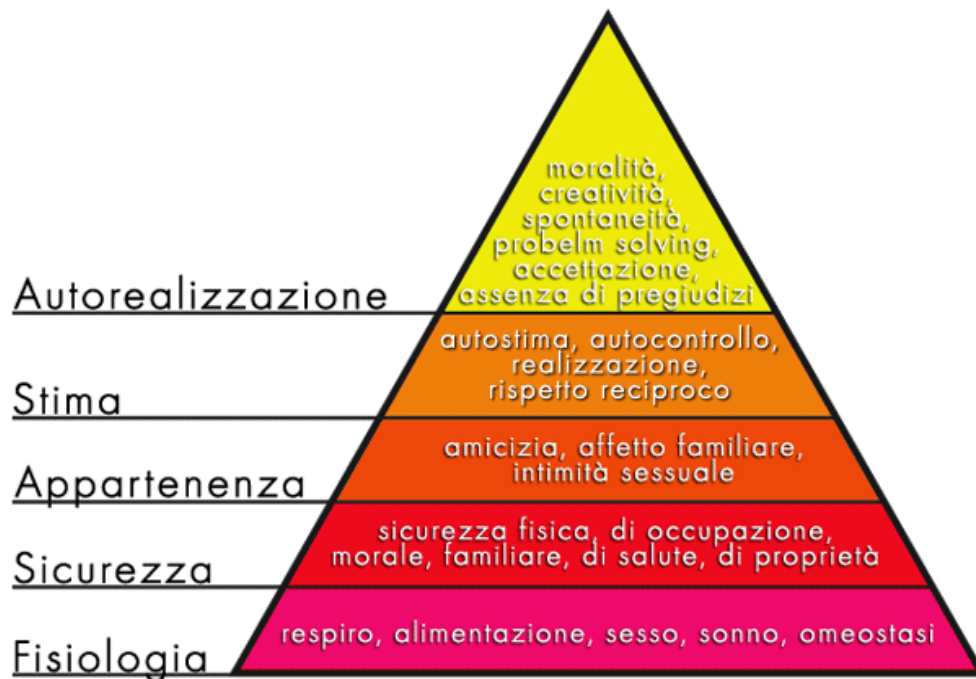 moralità,
creatività,
spontaneità,
probelm solving,
accettazione,
assenza di pregiudizi
Autorealizzazione
autostima, autocontrollo,
realizzazione,
rispetto reciproco
Stima
amicizia, affetto familiare,
intimità sessuale
Appartenenza
sicurezza fisica, di occupazione,
morale, familiare, di salute, di proprietà
Sicurezza
respiro, alimentazione, sesso, sonno, omeostasi
Fisiologia